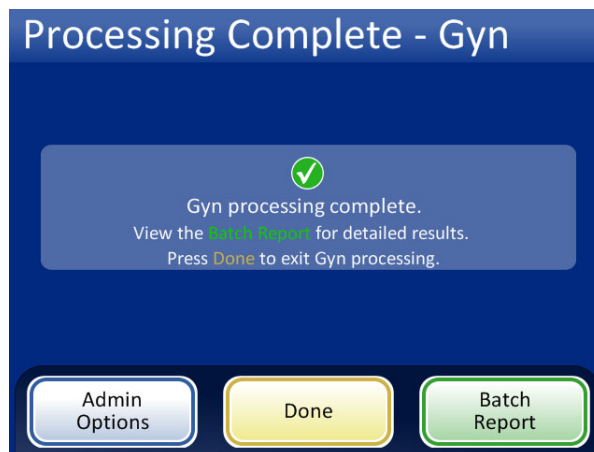 Processing Complete - Gyn
Gyn processing complete.
View the Batch Report for detailed results.
Press Done to exit Gyn processing.
Admin
Options
Done
Batch
Report